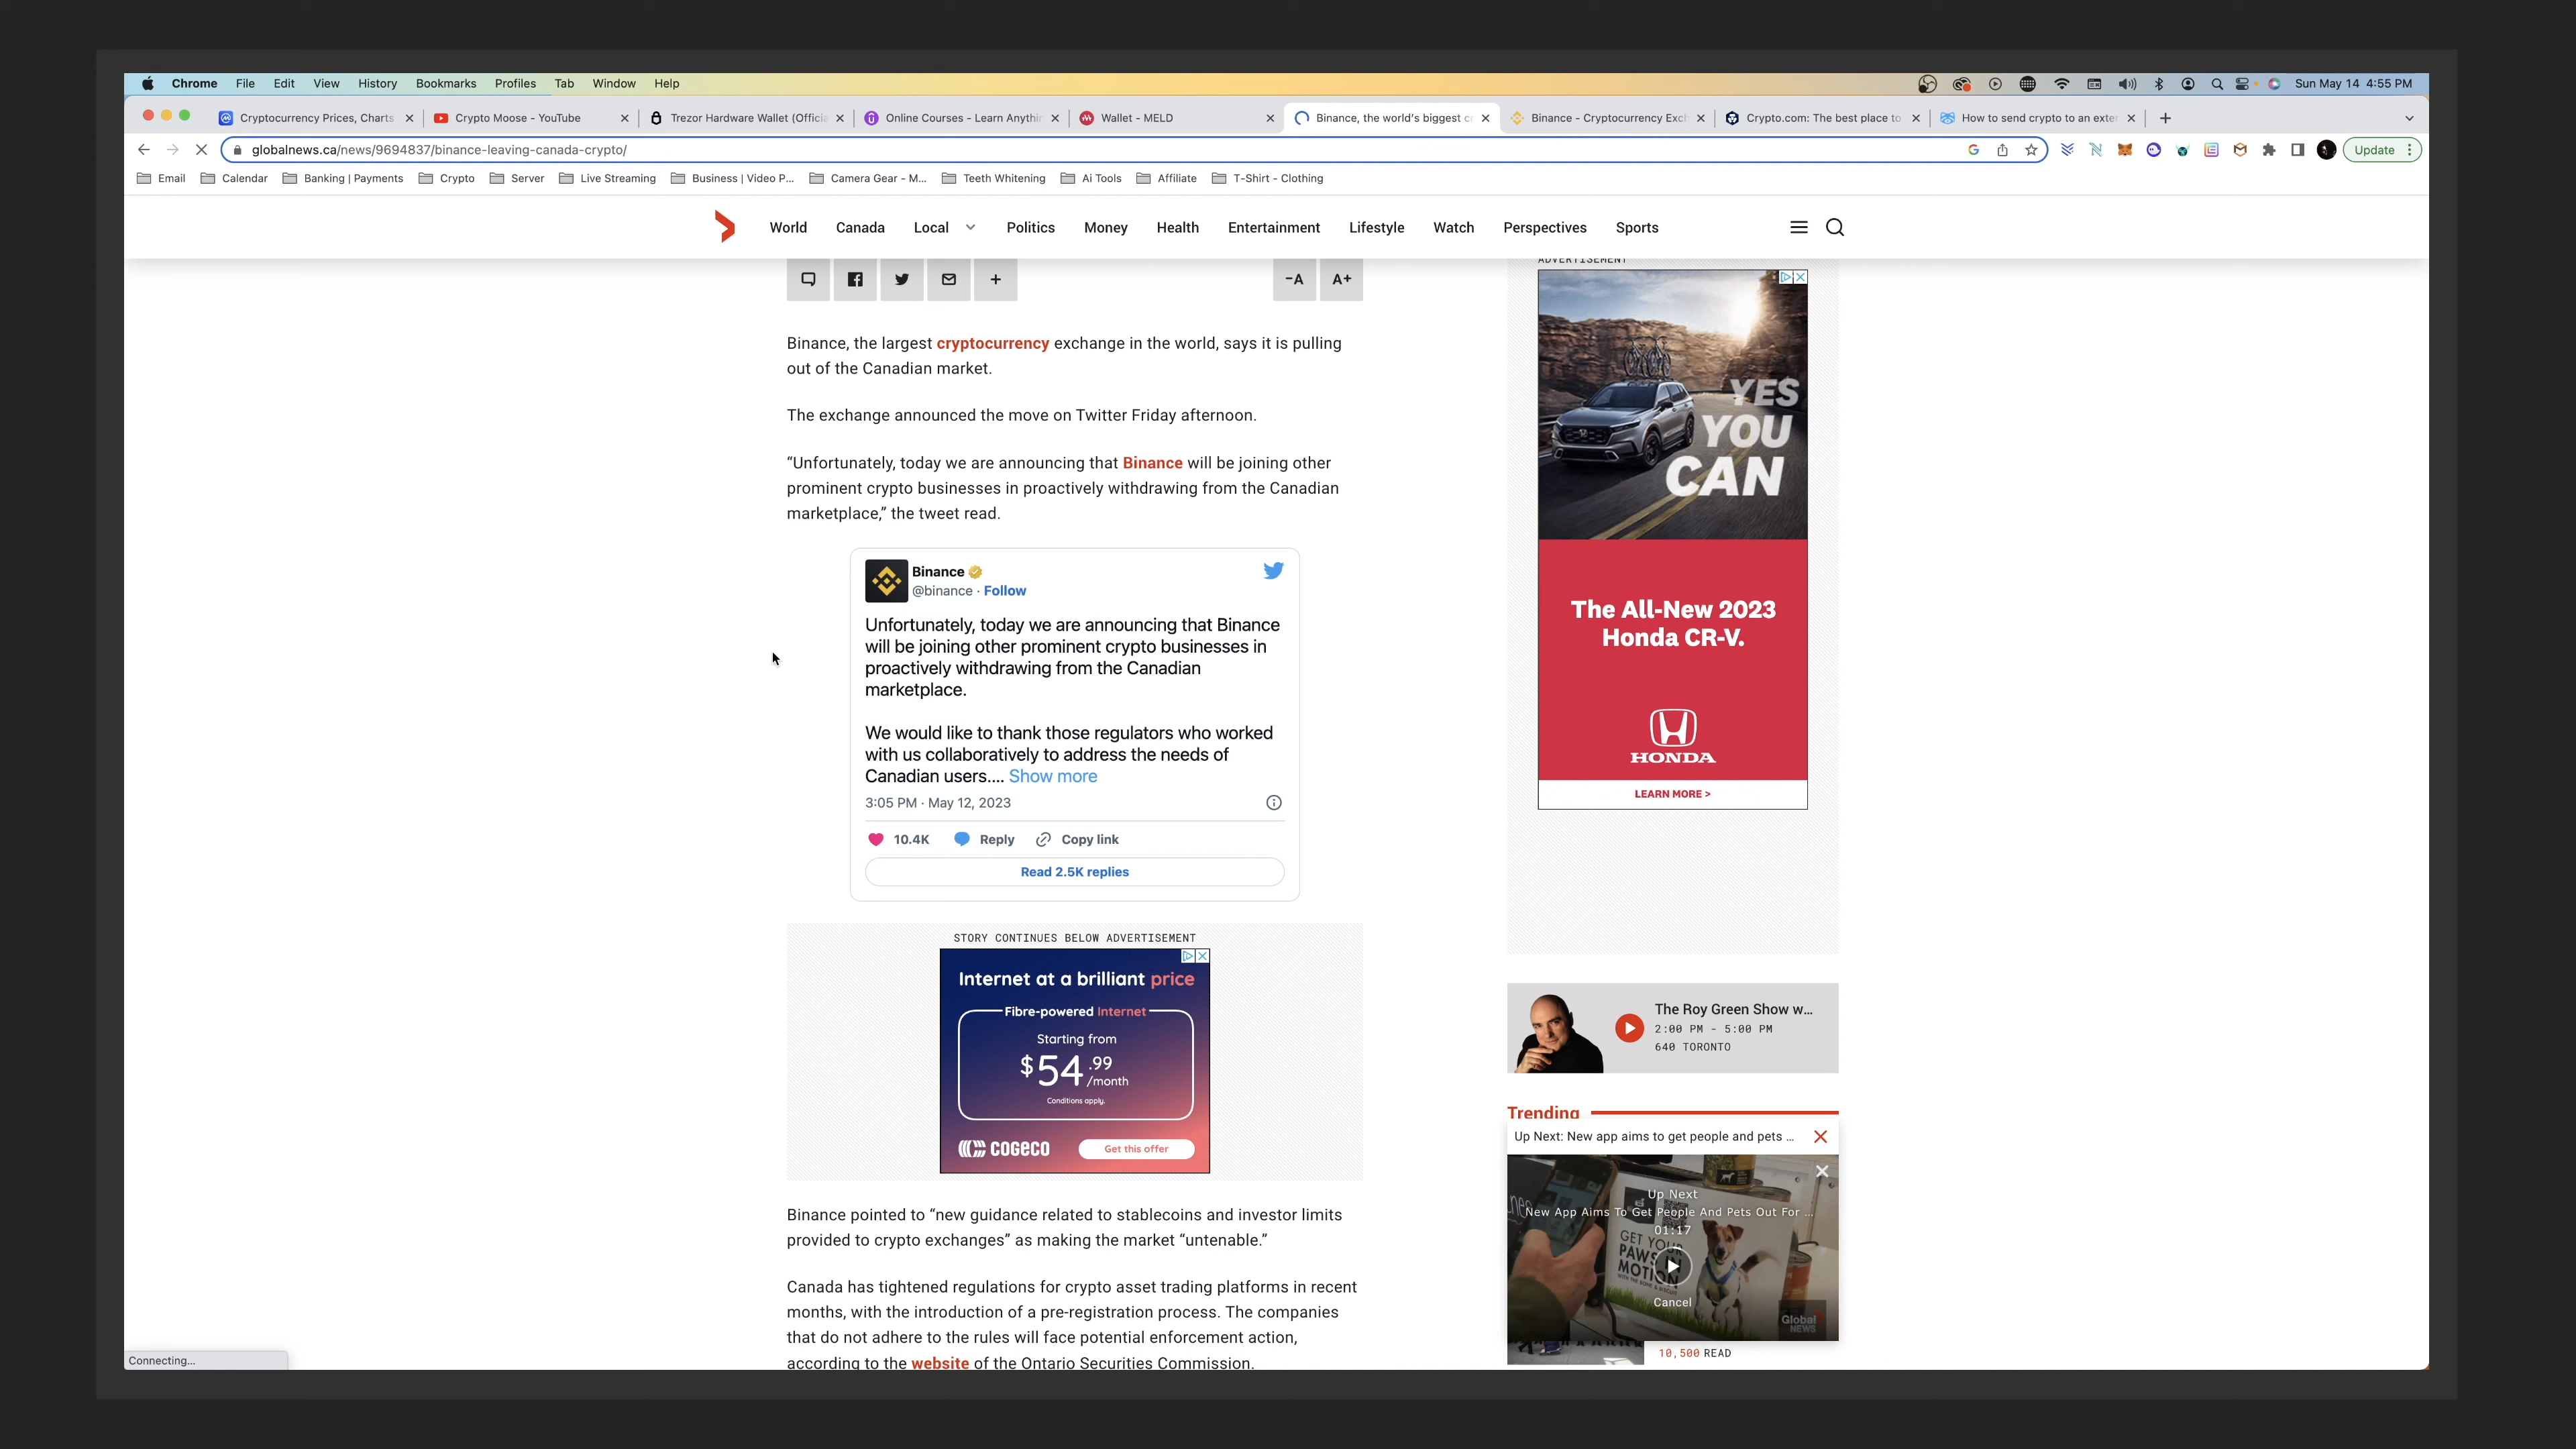 Chrome File Edit View History Bookmarks Profiles Tab Window Help
Sun May 14 4:55 PM
Cryptocurrency Prices, Charts
Crypto Moose - YouTube
Trezor Hardware Wallet (Officia
Online Courses - Learn Anythin
Wallet - MELD
Binance, the world's biggest cr
Binance - Cryptocurrency Exch
Crypto.com: The best place to
How to send crypto to an exter
globalnews.ca/news/9694837/binance-leaving-canada-crypto/
Update
Email Calendar Banking | Payments Crypto Server Live Streaming Business | Video P... Camera Gear - M... Teeth Whitening Ai Tools Affiliate T-Shirt - Clothing
World Canada Local Politics Money Health Entertainment Lifestyle Watch Perspectives Sports
-A A+
Binance, the largest cryptocurrency exchange in the world, says it is pulling
out of the Canadian market.
The exchange announced the move on Twitter Friday afternoon.
“Unfortunately, today we are announcing that Binance will be joining other
prominent crypto businesses in proactively withdrawing from the Canadian
marketplace,” the tweet read.
Binance
@binance · Follow
Unfortunately, today we are announcing that Binance
will be joining other prominent crypto businesses in
proactively withdrawing from the Canadian
marketplace.
We would like to thank those regulators who worked
with us collaboratively to address the needs of
Canadian users.... Show more
3:05 PM · May 12, 2023
10.4K Reply Copy link
Read 2.5K replies
STORY CONTINUES BELOW ADVERTISEMENT
Internet at a brilliant price
Fibre-powered Internet
Starting from
$54.99
/month
Conditions apply.
COGECO
Get this offer
Binance pointed to “new guidance related to stablecoins and investor limits
provided to crypto exchanges” as making the market “untenable.”
Canada has tightened regulations for crypto asset trading platforms in recent
months, with the introduction of a pre-registration process. The companies
that do not adhere to the rules will face potential enforcement action,
according to the website of the Ontario Securities Commission.
ADVERTISEMENT
YES
YOU
CAN
The All-New 2023
Honda CR-V.
HONDA
LEARN MORE >
The Roy Green Show w...
2:00 PM - 5:00 PM
640 TORONTO
Trending
Up Next: New app aims to get people and pets ...
Up Next
New App Aims To Get People And Pets Out For ...
01:17
GET YOUR
PAWS IN
MOTION
Cancel
Global
NEWS
10,500 READ
Connecting...